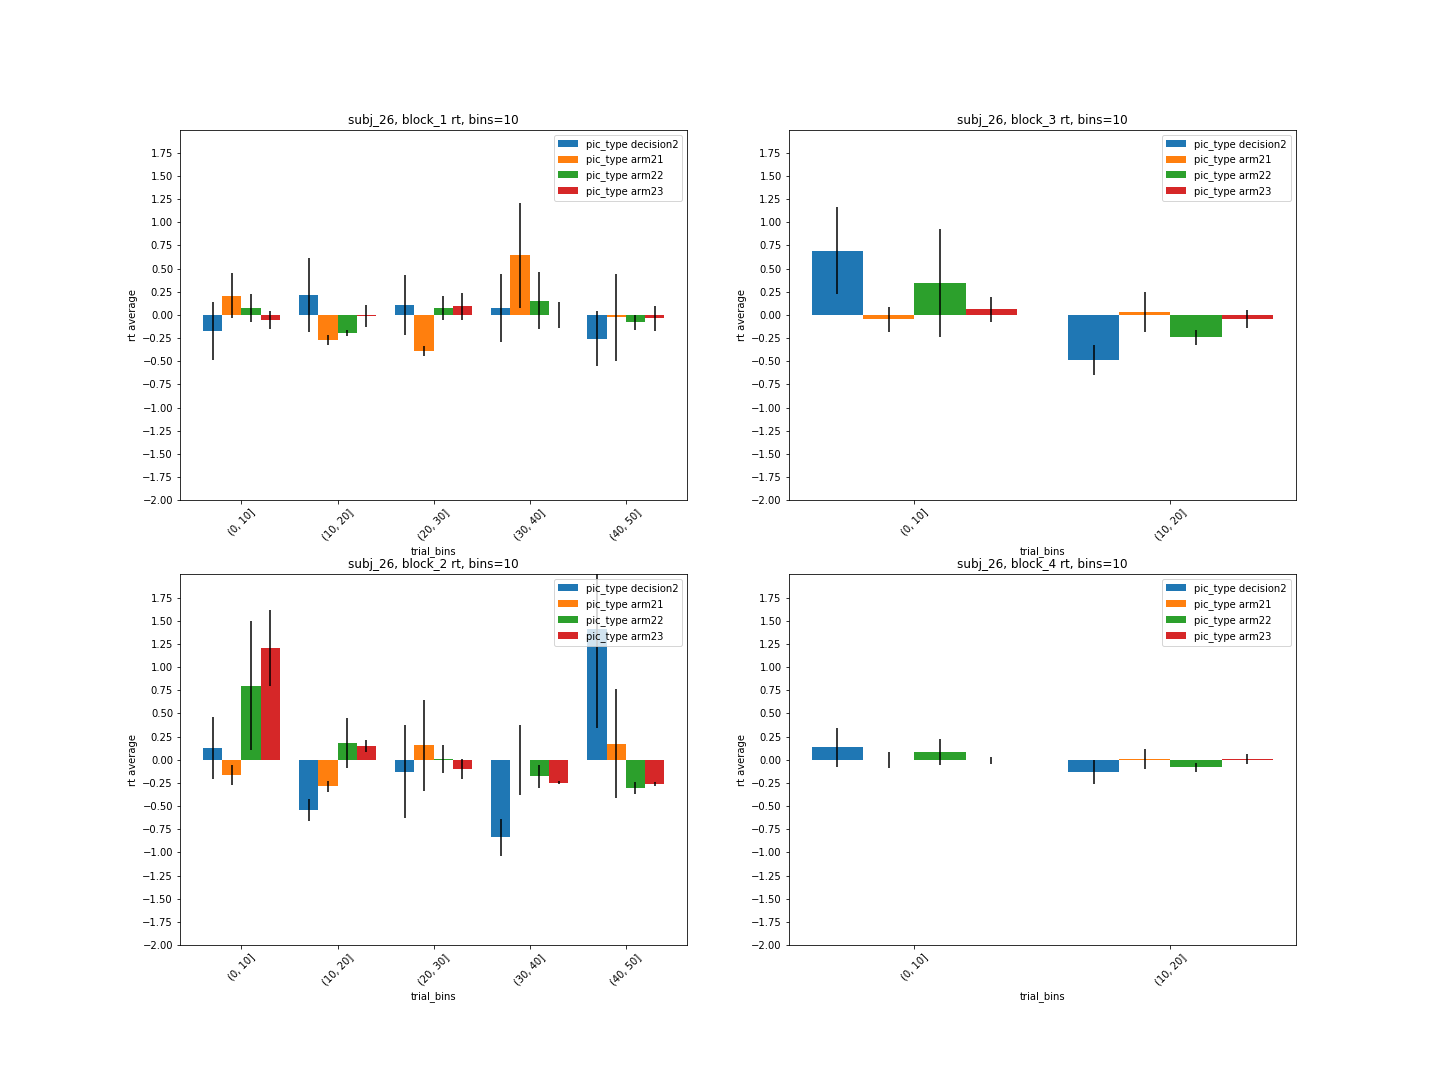 subj_26, block_1 rt, bins=10
pic_type decision2
pic_type arm21
pic_type arm22
pic_type arm23
1.75
1.50
1.25
1.00
0.75
0.50
0.25
0.00
−0.25
−0.50
−0.75
−1.00
−1.25
−1.50
−1.75
−2.00
rt average
(0, 10]
(10, 20]
(20, 30]
(30, 40]
(40, 50]
trial_bins
subj_26, block_3 rt, bins=10
pic_type decision2
pic_type arm21
pic_type arm22
pic_type arm23
1.75
1.50
1.25
1.00
0.75
0.50
0.25
0.00
−0.25
−0.50
−0.75
−1.00
−1.25
−1.50
−1.75
−2.00
rt average
(0, 10]
(10, 20]
trial_bins
subj_26, block_2 rt, bins=10
pic_type decision2
pic_type arm21
pic_type arm22
pic_type arm23
1.75
1.50
1.25
1.00
0.75
0.50
0.25
0.00
−0.25
−0.50
−0.75
−1.00
−1.25
−1.50
−1.75
−2.00
rt average
(0, 10]
(10, 20]
(20, 30]
(30, 40]
(40, 50]
trial_bins
subj_26, block_4 rt, bins=10
pic_type decision2
pic_type arm21
pic_type arm22
pic_type arm23
1.75
1.50
1.25
1.00
0.75
0.50
0.25
0.00
−0.25
−0.50
−0.75
−1.00
−1.25
−1.50
−1.75
−2.00
rt average
(0, 10]
(10, 20]
trial_bins